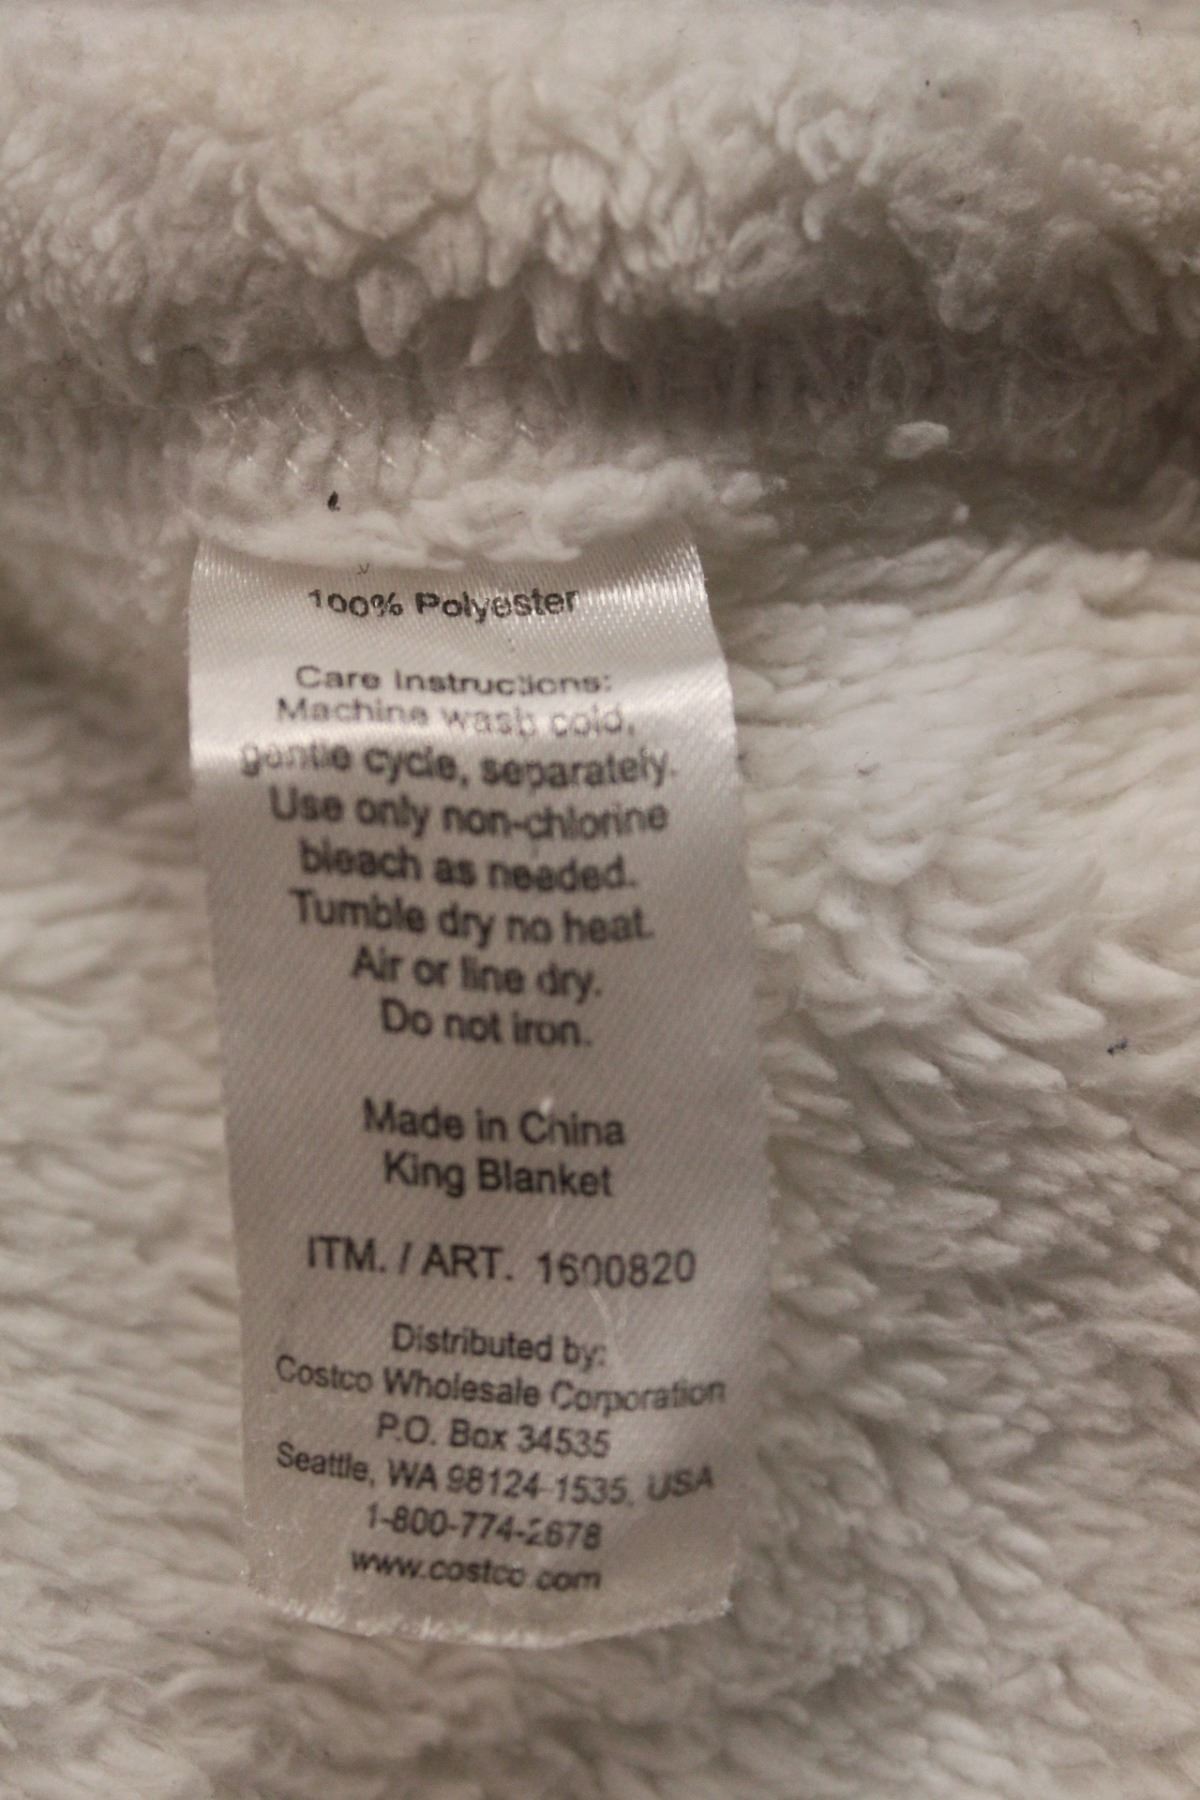 100% Polyester
Care Instructions:
Machine wash cold,
gentle cycle, separately.
Use only non-chlorine
bleach as needed.
Tumble dry no heat.
Air or line dry.
Do not iron.
Made in China
King Blanket
ITM. / ART. 1600820
Distributed by:
Costco Wholesale Corporation
P.O. Box 34535
Seattle, WA 98124-1535, USA
1-800-774-2678
www.costco.com